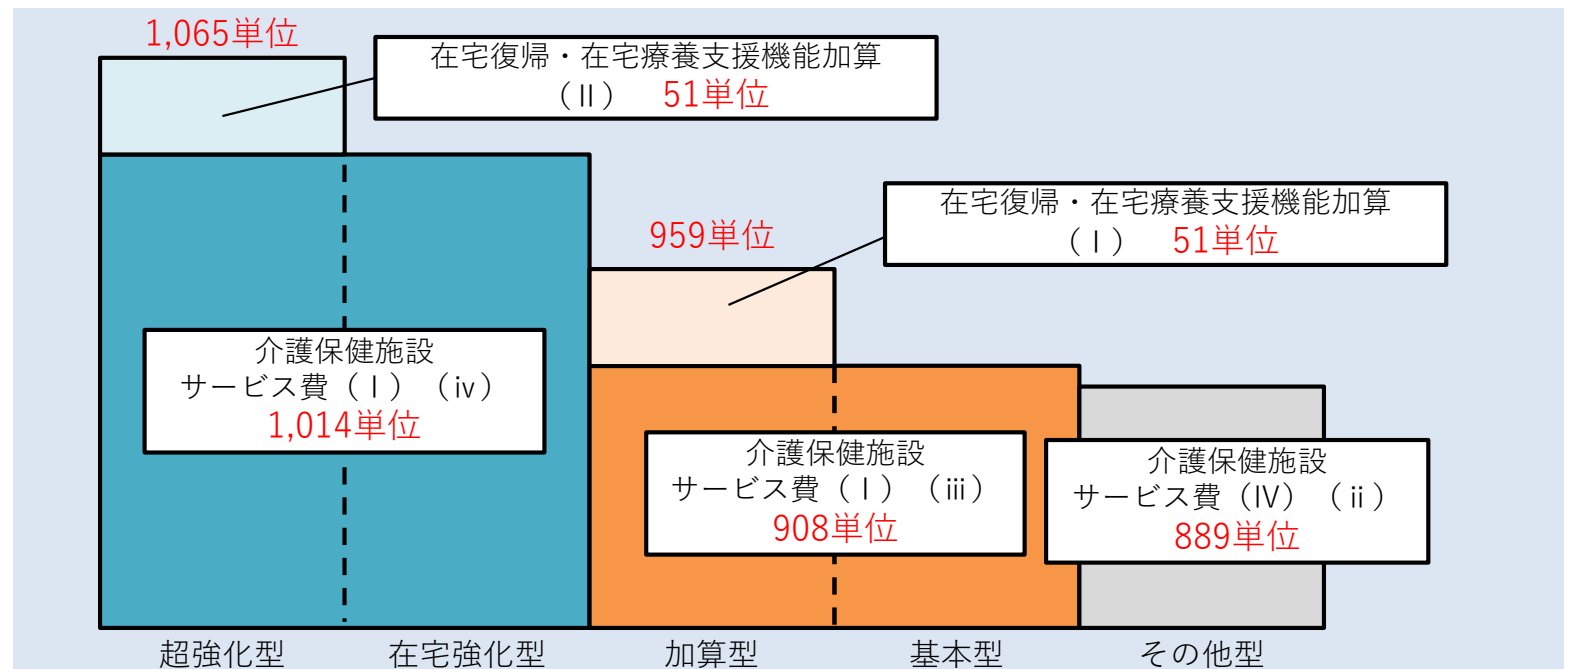 1,065単位
在宅復帰・在宅療養支援機能加算
（Ⅱ） 51単位
959単位
在宅復帰・在宅療養支援機能加算
（Ⅰ） 51単位
介護保健施設
サービス費（Ⅰ）（ⅳ）
1,014単位
介護保健施設
サービス費（Ⅰ）（ⅲ）
908単位
介護保健施設
サービス費（Ⅳ）（ⅱ）
889単位
超強化型 在宅強化型 加算型 基本型 その他型